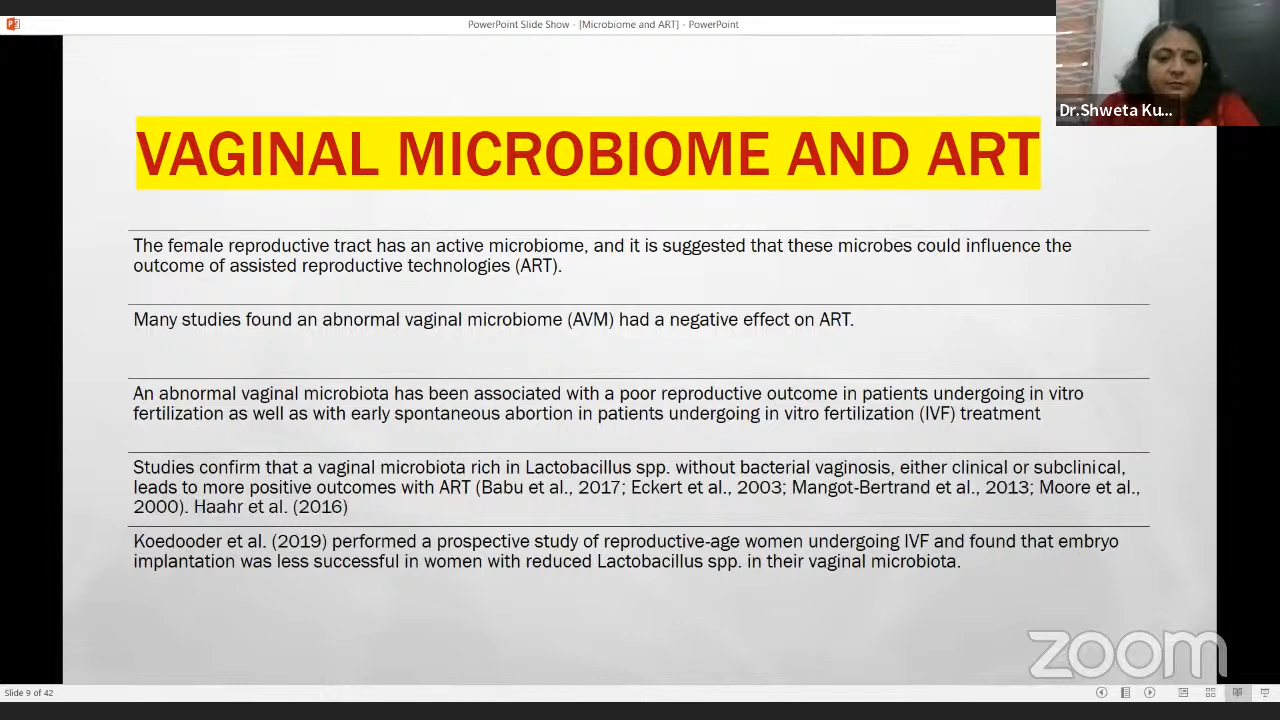 PowerPoint Slide Show - [Microbiome and ART] - PowerPoint
Dr.Shweta Ku...
VAGINAL MICROBIOME AND ART
The female reproductive tract has an active microbiome, and it is suggested that these microbes could influence the
outcome of assisted reproductive technologies (ART).
Many studies found an abnormal vaginal microbiome (AVM) had a negative effect on ART.
An abnormal vaginal microbiota has been associated with a poor reproductive outcome in patients undergoing in vitro
fertilization as well as with early spontaneous abortion in patients undergoing in vitro fertilization (IVF) treatment
Studies confirm that a vaginal microbiota rich in Lactobacillus spp. without bacterial vaginosis, either clinical or subclinical,
leads to more positive outcomes with ART (Babu et al., 2017; Eckert et al., 2003; Mangot-Bertrand et al., 2013; Moore et al.,
2000). Haahr et al. (2016)
Koedooder et al. (2019) performed a prospective study of reproductive-age women undergoing IVF and found that embryo
implantation was less successful in women with reduced Lactobacillus spp. in their vaginal microbiota.
zoom
Slide 9 of 42